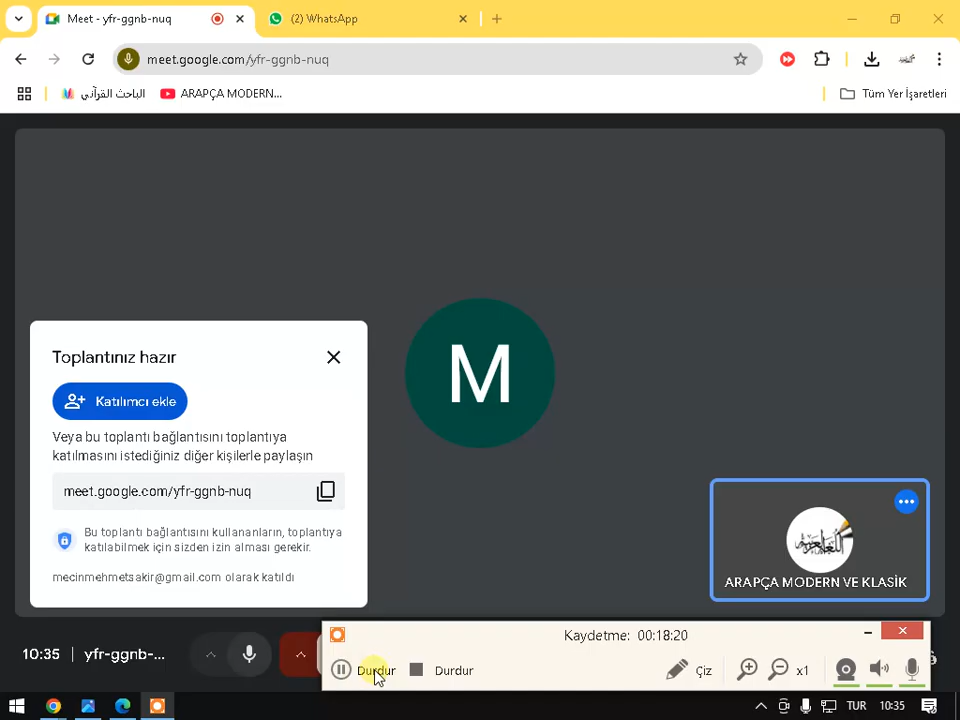 Meet - yfr-ggnb-nuq
(2) WhatsApp
meet.google.com/yfr-ggnb-nuq
الباحث القرآني
ARAPÇA MODERN...
Tüm Yer İşaretleri
M
Toplantınız hazır
Katılımcı ekle
Veya bu toplantı bağlantısını toplantıya
katılmasını istediğiniz diğer kişilerle paylaşın
meet.google.com/yfr-ggnb-nuq
Bu toplantı bağlantısını kullananların, toplantıya
katılabilmek için sizden izin alması gerekir.
mecinmehmetsakir@gmail.com olarak katıldı
ARAPÇA MODERN VE KLASİK
10:35 | yfr-ggnb-...
Kaydetme: 00:18:20
Durdur
Durdur
Çiz
x1
TUR
10:35